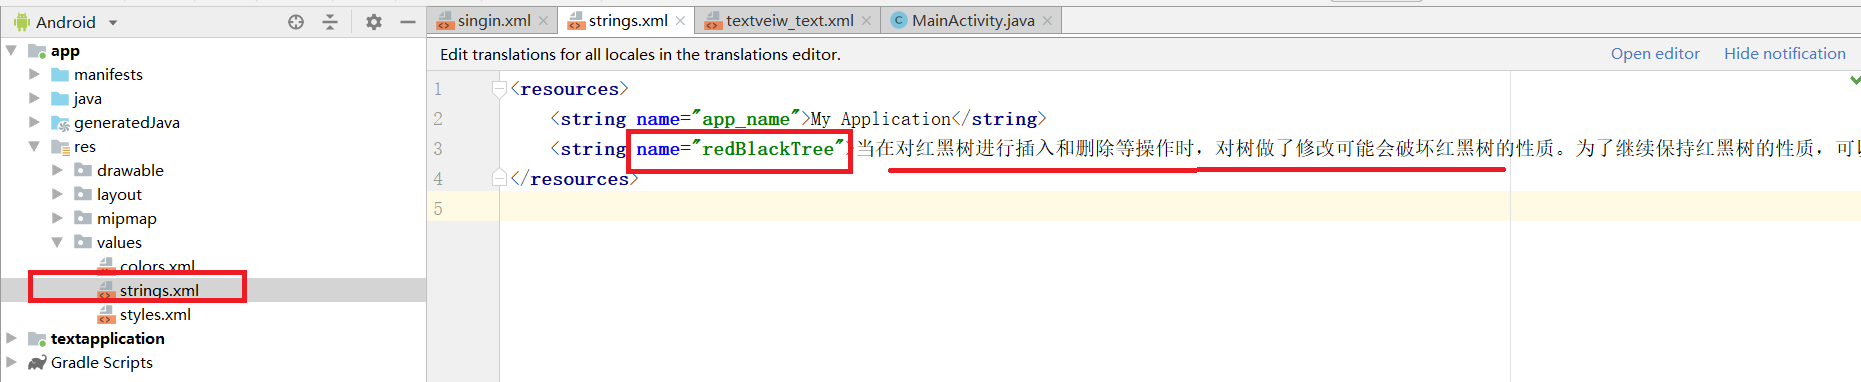 Android
singin.xml
strings.xml
textveiw_text.xml
MainActivity.java
app
manifests
java
generatedJava
res
drawable
layout
mipmap
values
colors.xml
strings.xml
styles.xml
textapplication
Gradle Scripts
Edit translations for all locales in the translations editor.
Open editor
Hide notification
1 <resources>
2 <string name="app_name">My Application</string>
3 <string name="redBlackTree">当在对红黑树进行插入和删除等操作时，对树做了修改可能会破坏红黑树的性质。为了继续保持红黑树的性质，可
4 </resources>
5